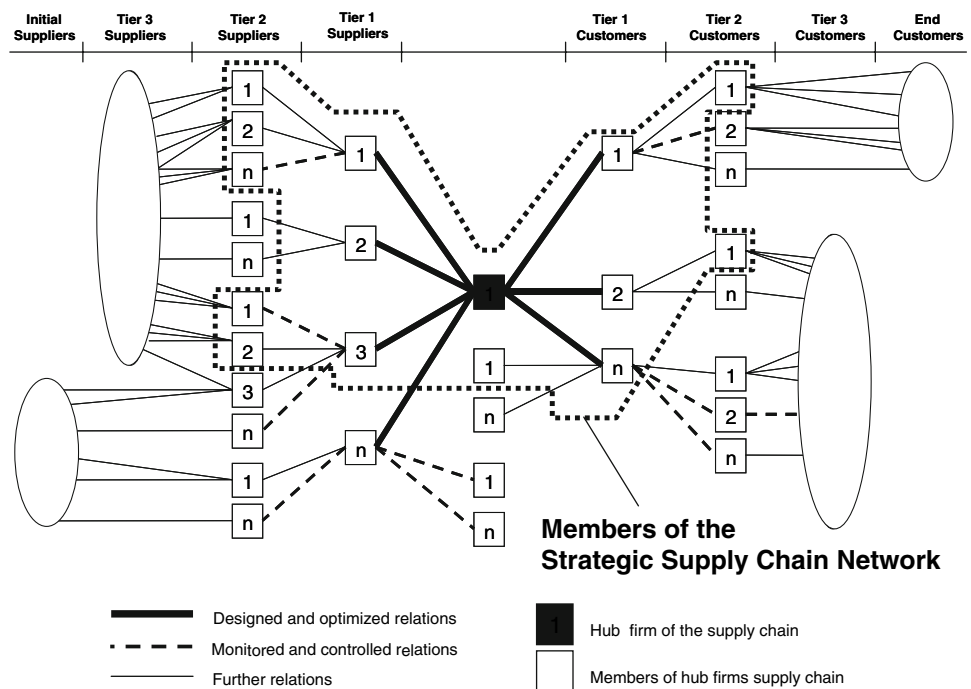 Initial Suppliers
Tier 3 Suppliers
Tier 2 Suppliers
Tier 1 Suppliers
Tier 1 Customers
Tier 2 Customers
Tier 3 Customers
End Customers
1
2
n
1
n
1
2
3
n
1
n
1
2
3
n
1
1
n
1
n
1
2
n
1
2
n
1
n
1
2
n
Members of the
Strategic Supply Chain Network
Designed and optimized relations
Monitored and controlled relations
Further relations
1
Hub firm of the supply chain
Members of hub firms supply chain